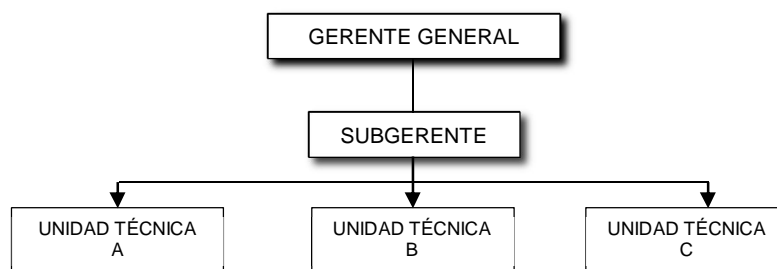 GERENTE GENERAL
SUBGERENTE
UNIDAD TÉCNICA
A
UNIDAD TÉCNICA
B
UNIDAD TÉCNICA
C